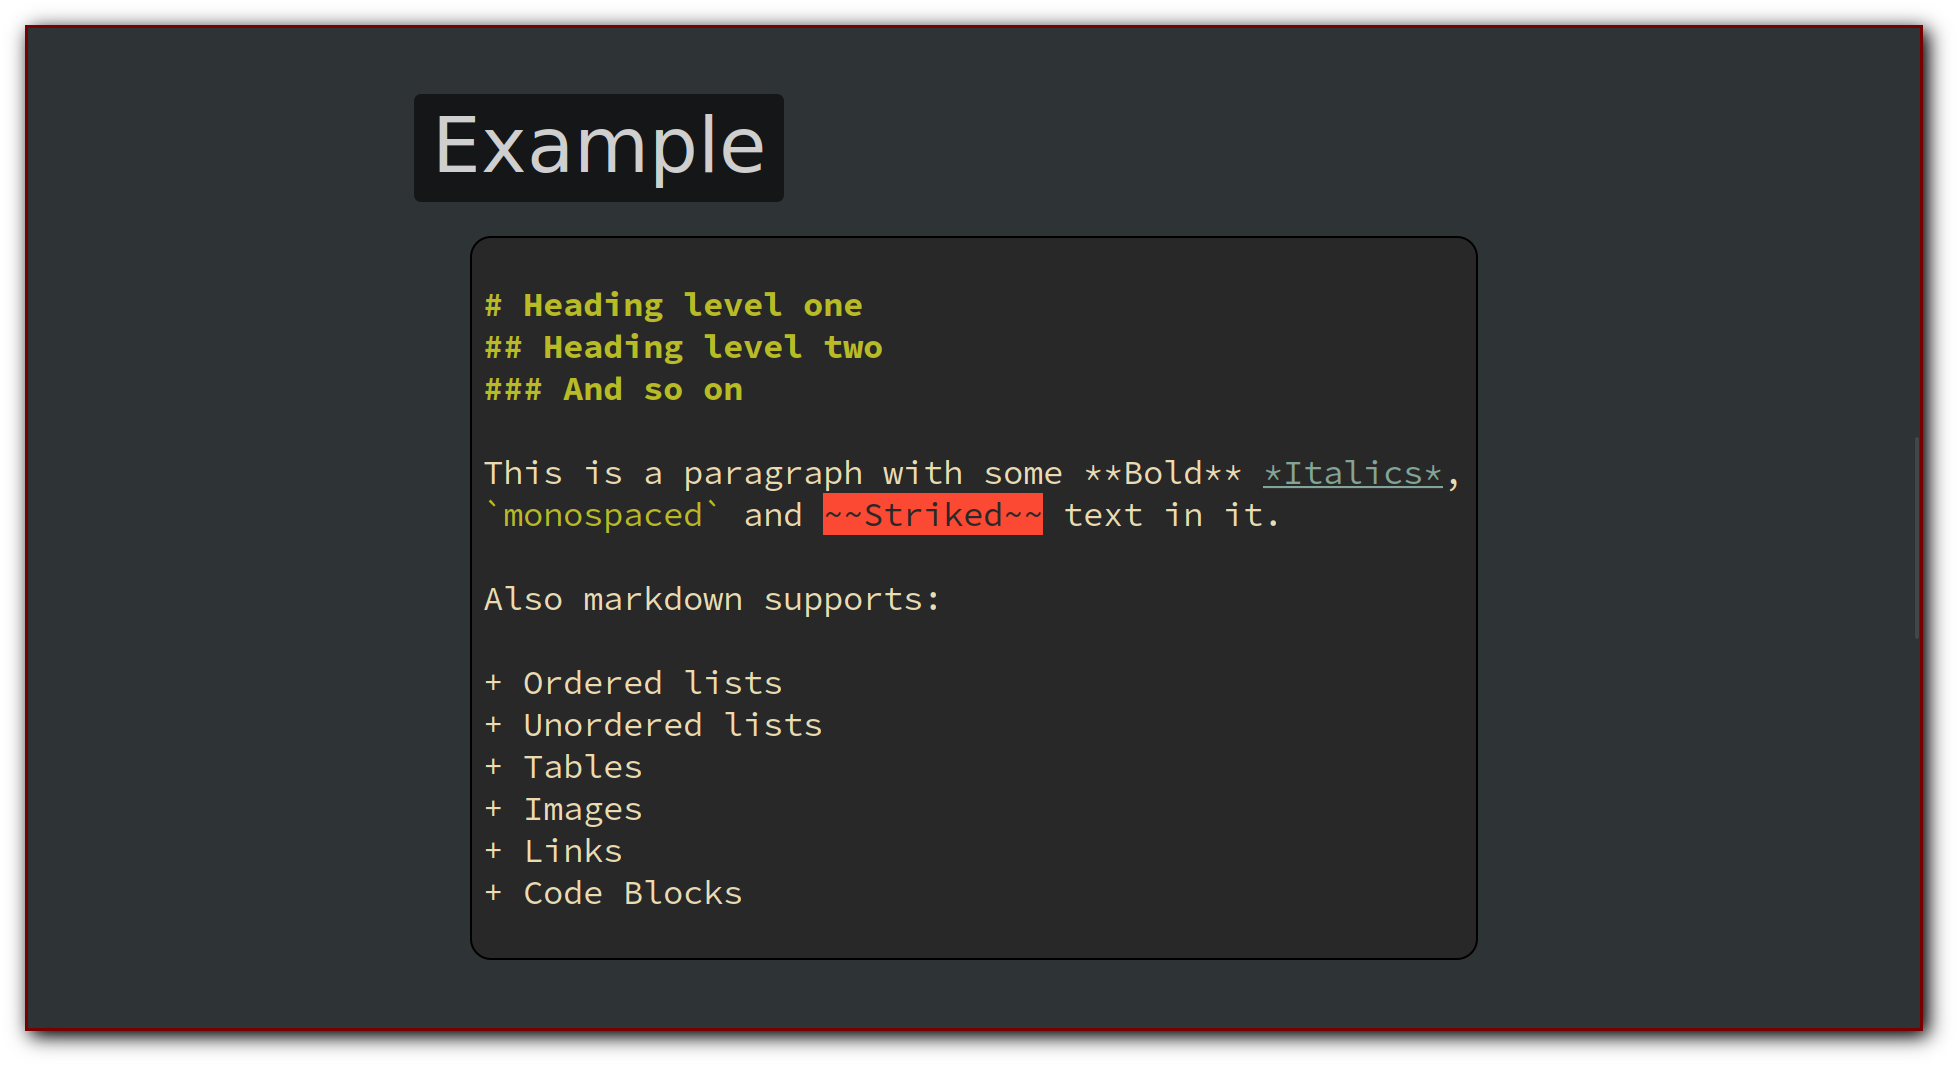 Example
# Heading level one
## Heading level two
### And so on
This is a paragraph with some **Bold** *Italics*,
`monospaced` and ~~Striked~~ text in it.
Also markdown supports:
+ Ordered lists
+ Unordered lists
+ Tables
+ Images
+ Links
+ Code Blocks